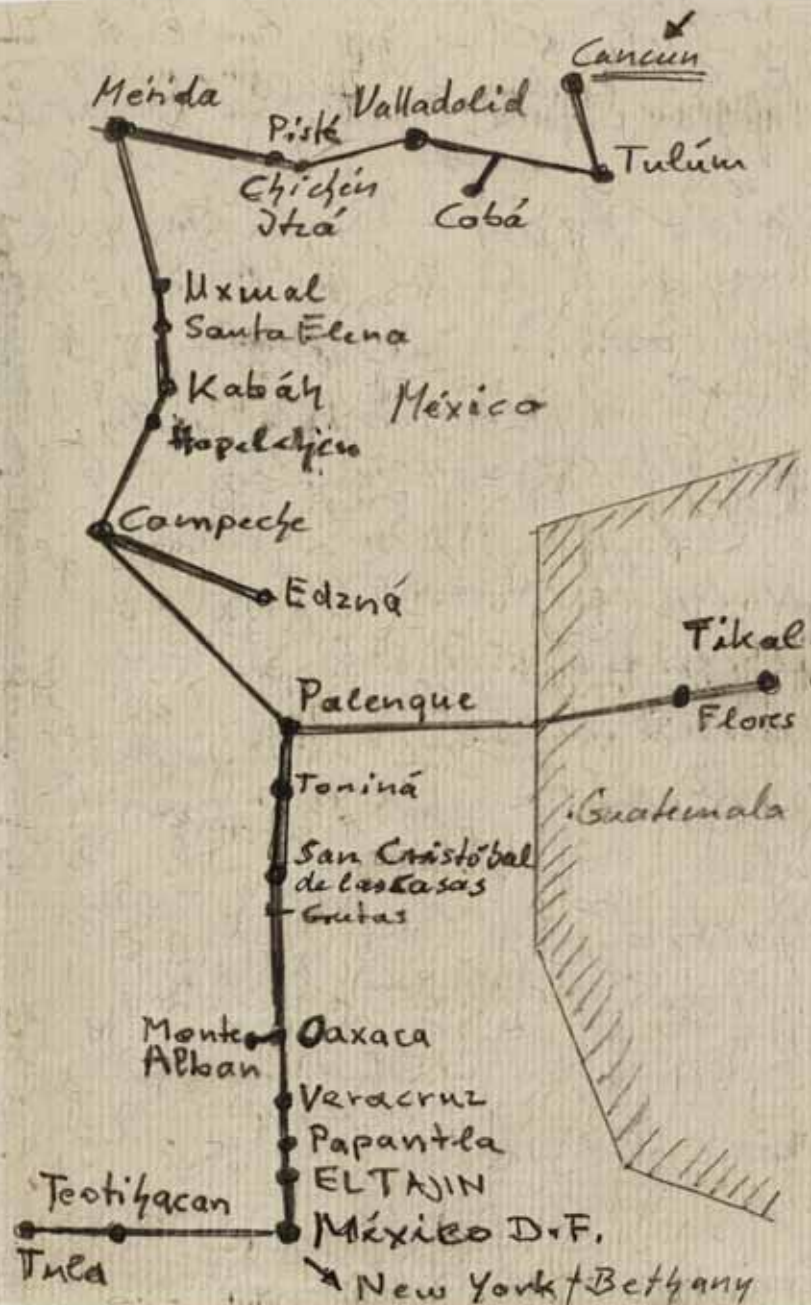 Cancun
Mérida
Valladolid
Pisté
Chichén
Itzá
Cobá
Tulúm
Uxmal
Santa Elena
Kabáh
México
Hopelchen
Campeche
Edzná
Tikal
Flores
Palenque
Guatemala
Toniná
San Cristóbal
de las Casas
Grutas
Monte
Alban
Oaxaca
Veracruz
Papantla
EL TAJIN
Teotihacan
México D.F.
Tula
New York + Bethany